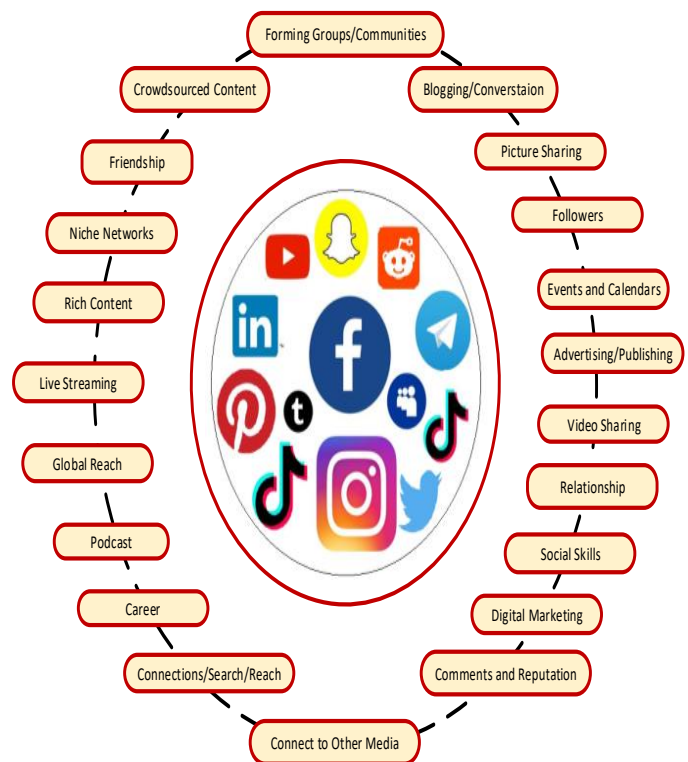 Forming Groups/Communities
Crowdsourced Content
Blogging/Converstaion
Friendship
Picture Sharing
Niche Networks
Followers
Rich Content
Events and Calendars
Live Streaming
Advertising/Publishing
Global Reach
Video Sharing
Podcast
Relationship
Career
Social Skills
Connections/Search/Reach
Digital Marketing
Comments and Reputation
Connect to Other Media
in
f
t